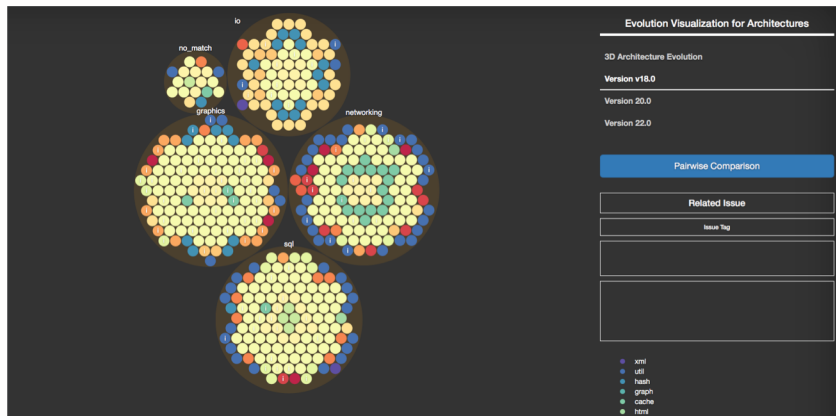 io
no_match
graphics
networking
sql
Evolution Visualization for Architectures
3D Architecture Evolution
Version v18.0
Version 20.0
Version 22.0
Pairwise Comparison
Related Issue
Issue Tag
xml
util
hash
graph
cache
html